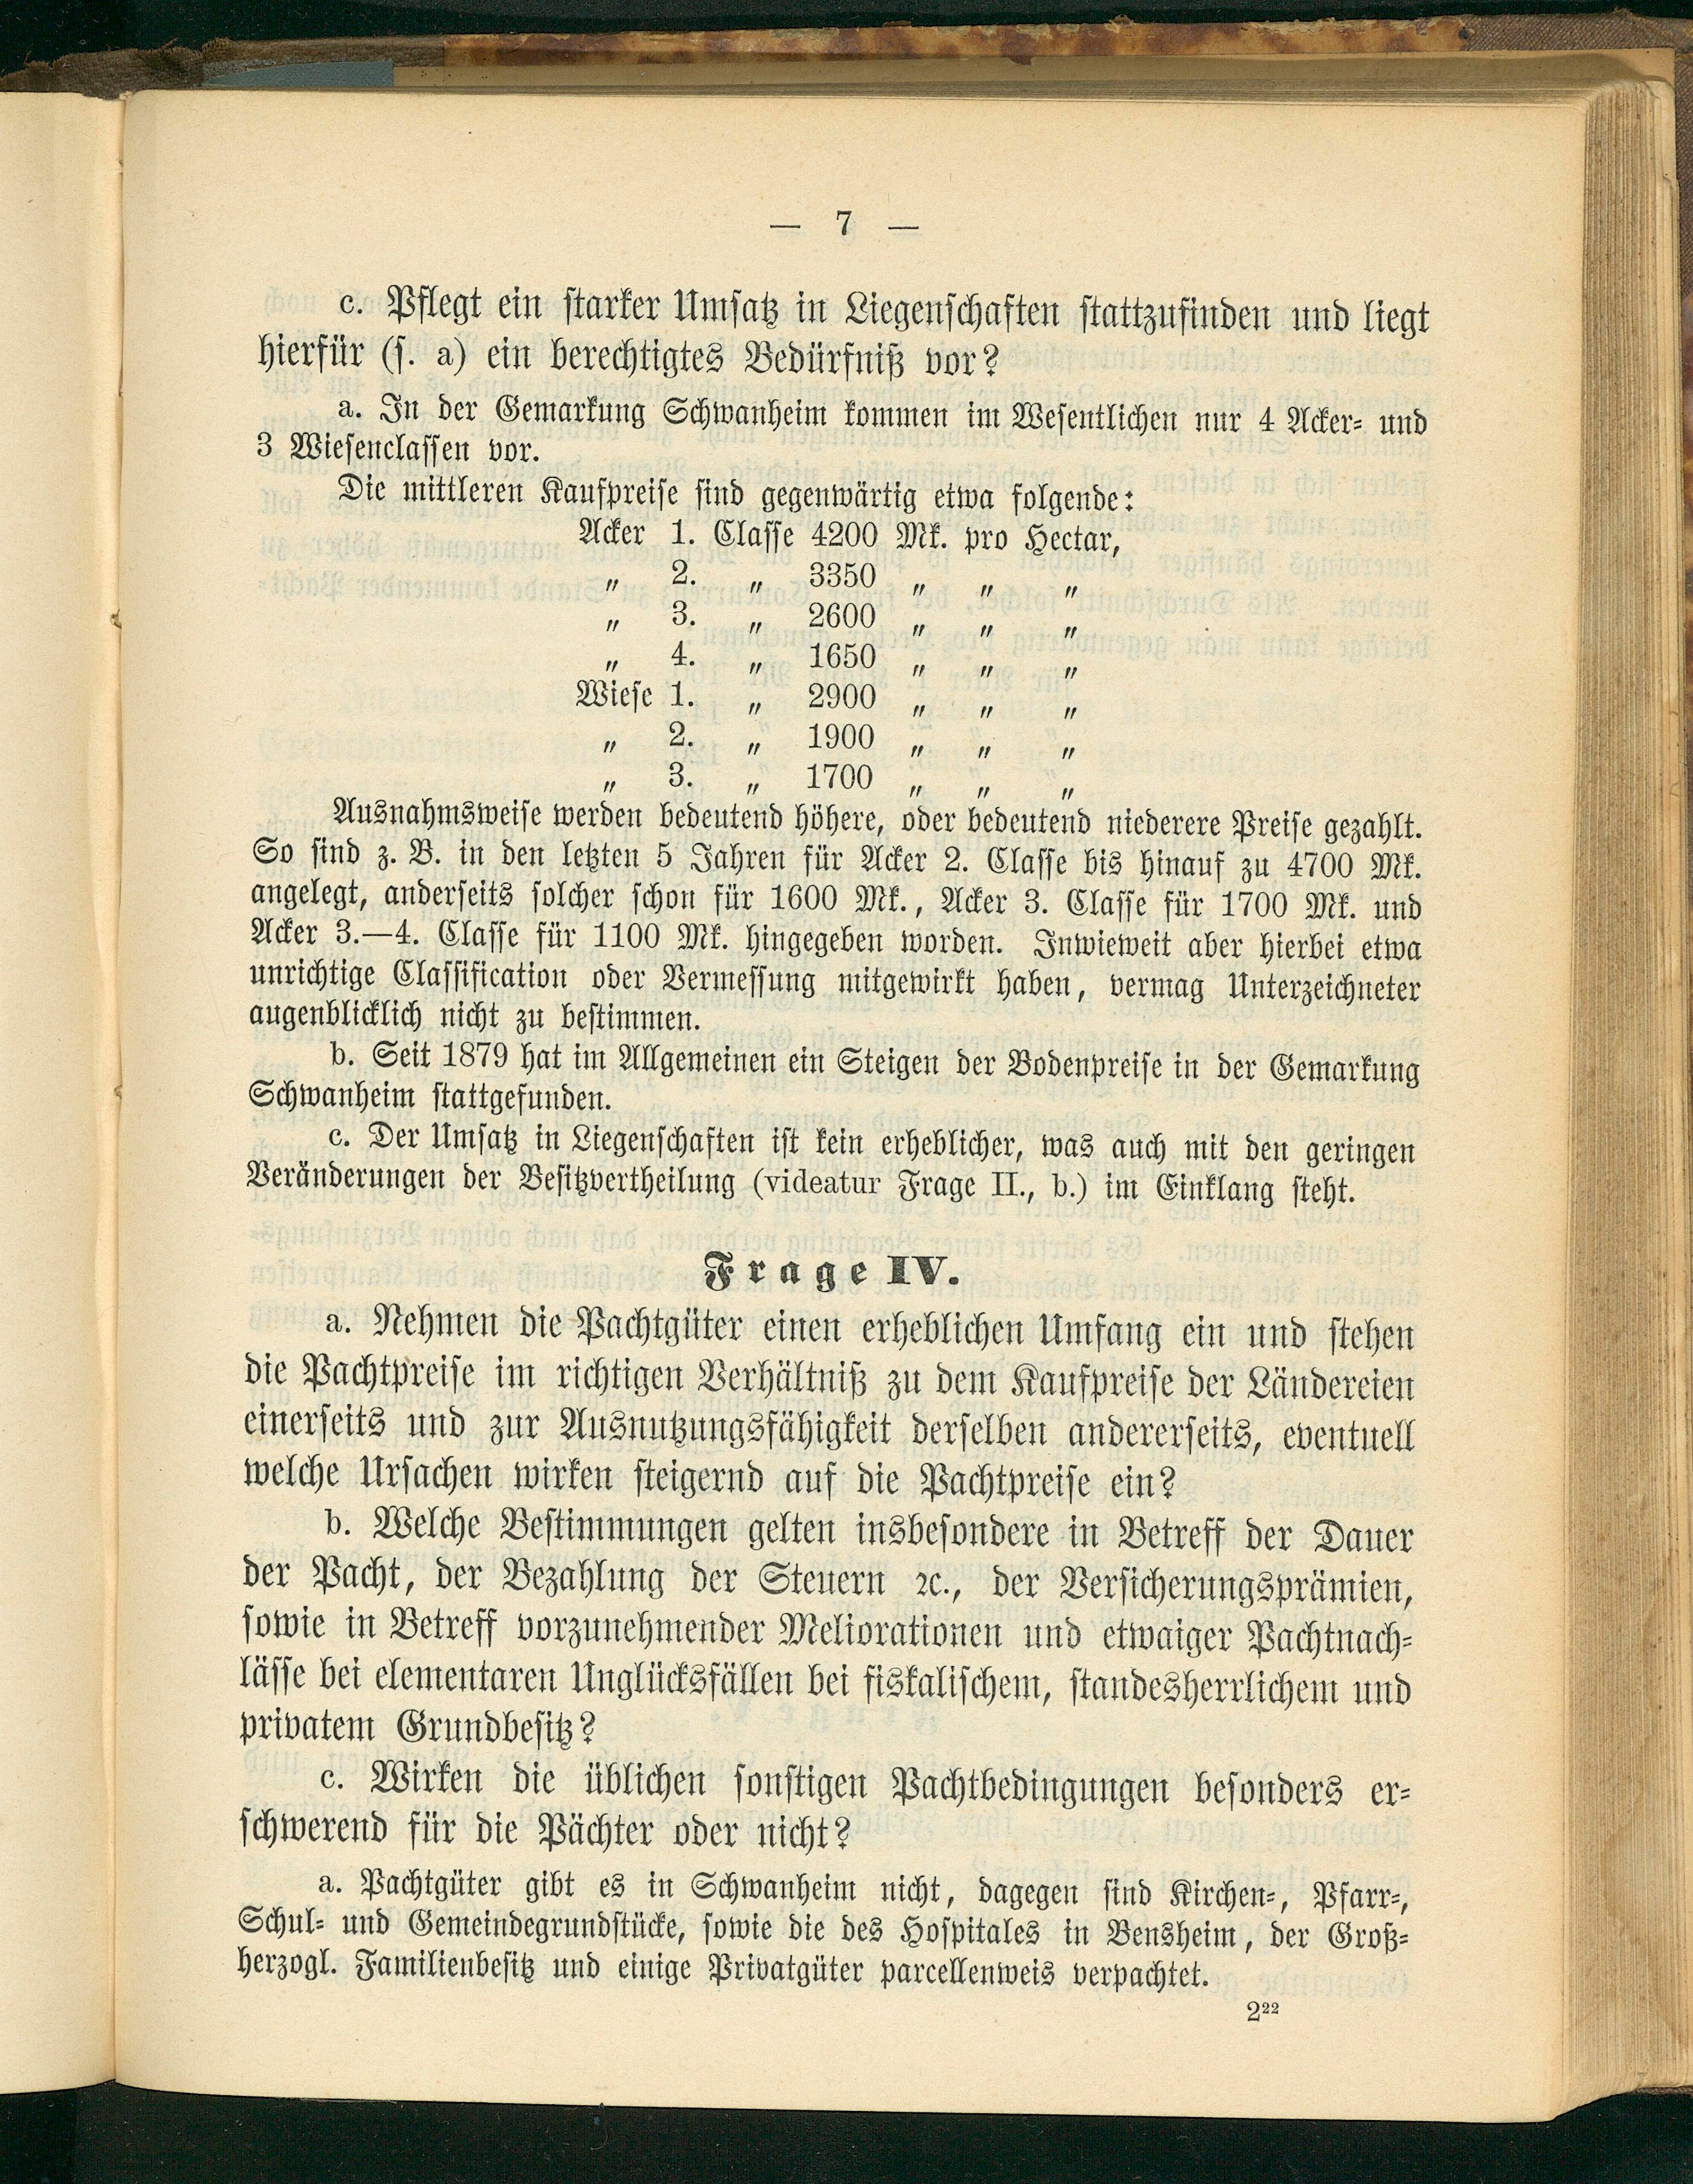 — 7 —
c. Pflegt ein starker Umsatz in Liegenschaften stattzufinden und liegt
hierfür (s. a) ein berechtigtes Bedürfniß vor?
a. In der Gemarkung Schwanheim kommen im Wesentlichen nur 4 Acker- und
3 Wiesenclassen vor.
Die mittleren Kaufpreise sind gegenwärtig etwa folgende:
Acker 1. Classe 4200 Mk. pro Hectar,
„ 2. „ 3350 „ „ „
„ 3. „ 2600 „ „ „
„ 4. „ 1650 „ „ „
Wiese 1. „ 2900 „ „ „
„ 2. „ 1900 „ „ „
„ 3. „ 1700 „ „ „
Ausnahmsweise werden bedeutend höhere, oder bedeutend niederere Preise gezahlt.
So sind z. B. in den letzten 5 Jahren für Acker 2. Classe bis hinauf zu 4700 Mk.
angelegt, anderseits solcher schon für 1600 Mk., Acker 3. Classe für 1700 Mk. und
Acker 3.—4. Classe für 1100 Mk. hingegeben worden. Inwieweit aber hierbei etwa
unrichtige Classification oder Vermessung mitgewirkt haben, vermag Unterzeichneter
augenblicklich nicht zu bestimmen.
b. Seit 1879 hat im Allgemeinen ein Steigen der Bodenpreise in der Gemarkung
Schwanheim stattgefunden.
c. Der Umsatz in Liegenschaften ist kein erheblicher, was auch mit den geringen
Veränderungen der Besitzvertheilung (videatur Frage II., b.) im Einklang steht.
Frage IV.
a. Nehmen die Pachtgüter einen erheblichen Umfang ein und stehen
die Pachtpreise im richtigen Verhältniß zu dem Kaufpreise der Ländereien
einerseits und zur Ausnutzungsfähigkeit derselben andererseits, eventuell
welche Ursachen wirken steigernd auf die Pachtpreise ein?
b. Welche Bestimmungen gelten insbesondere in Betreff der Dauer
der Pacht, der Bezahlung der Steuern ꝛc., der Versicherungsprämien,
sowie in Betreff vorzunehmender Meliorationen und etwaiger Pachtnach-
lässe bei elementaren Unglücksfällen bei fiskalischem, standesherrlichem und
privatem Grundbesitz?
c. Wirken die üblichen sonstigen Pachtbedingungen besonders er-
schwerend für die Pächter oder nicht?
a. Pachtgüter gibt es in Schwanheim nicht, dagegen sind Kirchen-, Pfarr-,
Schul- und Gemeindegrundstücke, sowie die des Hospitales in Bensheim, der Groß-
herzogl. Familienbesitz und einige Privatgüter parcellenweis verpachtet.
2²²